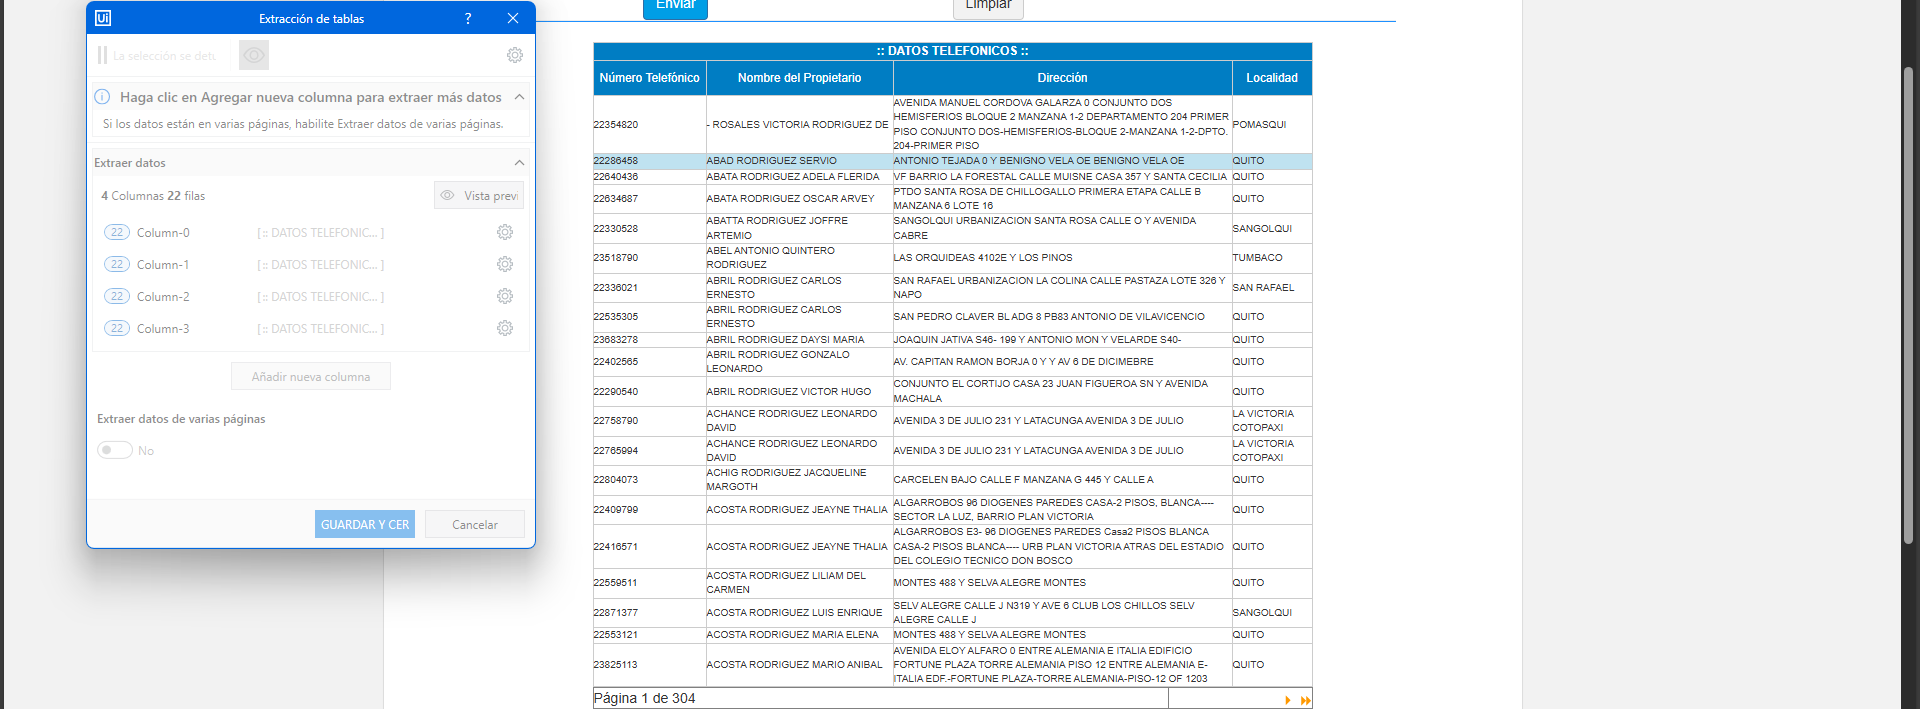 Ui Extracción de tablas ?
La selección se detu
Haga clic en Agregar nueva columna para extraer más datos
Si los datos están en varias páginas, habilite Extraer datos de varias páginas.
Extraer datos
4 Columnas 22 filas
Vista previ
22 Column-0 [ :: DATOS TELEFONIC... ]
22 Column-1 [ :: DATOS TELEFONIC... ]
22 Column-2 [ :: DATOS TELEFONIC... ]
22 Column-3 [ :: DATOS TELEFONIC... ]
Añadir nueva columna
Extraer datos de varias páginas
No
GUARDAR Y CER
Cancelar
Enviar
Limpiar
:: DATOS TELEFONICOS ::
Número Telefónico Nombre del Propietario Dirección Localidad
22354820 - ROSALES VICTORIA RODRIGUEZ DE AVENIDA MANUEL CORDOVA GALARZA 0 CONJUNTO DOS
HEMISFERIOS BLOQUE 2 MANZANA 1-2 DEPARTAMENTO 204 PRIMER
PISO CONJUNTO DOS-HEMISFERIOS-BLOQUE 2-MANZANA 1-2-DPTO.
204-PRIMER PISO POMASQUI
22286458 ABAD RODRIGUEZ SERVIO ANTONIO TEJADA 0 Y BENIGNO VELA OE BENIGNO VELA OE QUITO
22640436 ABATA RODRIGUEZ ADELA FLERIDA VF BARRIO LA FORESTAL CALLE MUISNE CASA 357 Y SANTA CECILIA QUITO
22634687 ABATA RODRIGUEZ OSCAR ARVEY PTDO SANTA ROSA DE CHILLOGALLO PRIMERA ETAPA CALLE B
MANZANA 6 LOTE 16 QUITO
22330528 ABATTA RODRIGUEZ JOFFRE
ARTEMIO SANGOLQUI URBANIZACION SANTA ROSA CALLE O Y AVENIDA
CABRE SANGOLQUI
23518790 ABEL ANTONIO QUINTERO
RODRIGUEZ LAS ORQUIDEAS 4102E Y LOS PINOS TUMBACO
22336021 ABRIL RODRIGUEZ CARLOS
ERNESTO SAN RAFAEL URBANIZACION LA COLINA CALLE PASTAZA LOTE 326 Y
NAPO SAN RAFAEL
22535305 ABRIL RODRIGUEZ CARLOS
ERNESTO SAN PEDRO CLAVER BL ADG 8 PB83 ANTONIO DE VILAVICENCIO QUITO
23683278 ABRIL RODRIGUEZ DAYSI MARIA JOAQUIN JATIVA S46- 199 Y ANTONIO MON Y VELARDE S40- QUITO
22402565 ABRIL RODRIGUEZ GONZALO
LEONARDO AV. CAPITAN RAMON BORJA 0 Y Y AV 6 DE DICIMEBRE QUITO
22290540 ABRIL RODRIGUEZ VICTOR HUGO CONJUNTO EL CORTIJO CASA 23 JUAN FIGUEROA SN Y AVENIDA
MACHALA QUITO
22758790 ACHANCE RODRIGUEZ LEONARDO
DAVID AVENIDA 3 DE JULIO 231 Y LATACUNGA AVENIDA 3 DE JULIO LA VICTORIA
COTOPAXI
22765994 ACHANCE RODRIGUEZ LEONARDO
DAVID AVENIDA 3 DE JULIO 231 Y LATACUNGA AVENIDA 3 DE JULIO LA VICTORIA
COTOPAXI
22804073 ACHIG RODRIGUEZ JACQUELINE
MARGOTH CARCELEN BAJO CALLE F MANZANA G 445 Y CALLE A QUITO
22409799 ACOSTA RODRIGUEZ JEAYNE THALIA ALGARROBOS 96 DIOGENES PAREDES CASA-2 PISOS, BLANCA----
SECTOR LA LUZ, BARRIO PLAN VICTORIA QUITO
22416571 ACOSTA RODRIGUEZ JEAYNE THALIA ALGARROBOS E3- 96 DIOGENES PAREDES Casa2 PISOS BLANCA
CASA-2 PISOS BLANCA---- URB PLAN VICTORIA ATRAS DEL ESTADIO
DEL COLEGIO TECNICO DON BOSCO QUITO
22559511 ACOSTA RODRIGUEZ LILIAM DEL
CARMEN MONTES 488 Y SELVA ALEGRE MONTES QUITO
22871377 ACOSTA RODRIGUEZ LUIS ENRIQUE SELV ALEGRE CALLE J N319 Y AVE 6 CLUB LOS CHILLOS SELV
ALEGRE CALLE J SANGOLQUI
22553121 ACOSTA RODRIGUEZ MARIA ELENA MONTES 488 Y SELVA ALEGRE MONTES QUITO
23825113 ACOSTA RODRIGUEZ MARIO ANIBAL AVENIDA ELOY ALFARO 0 ENTRE ALEMANIA E ITALIA EDIFICIO
FORTUNE PLAZA TORRE ALEMANIA PISO 12 ENTRE ALEMANIA E-
ITALIA EDF.-FORTUNE PLAZA-TORRE ALEMANIA-PISO-12 OF 1203 QUITO
Página 1 de 304